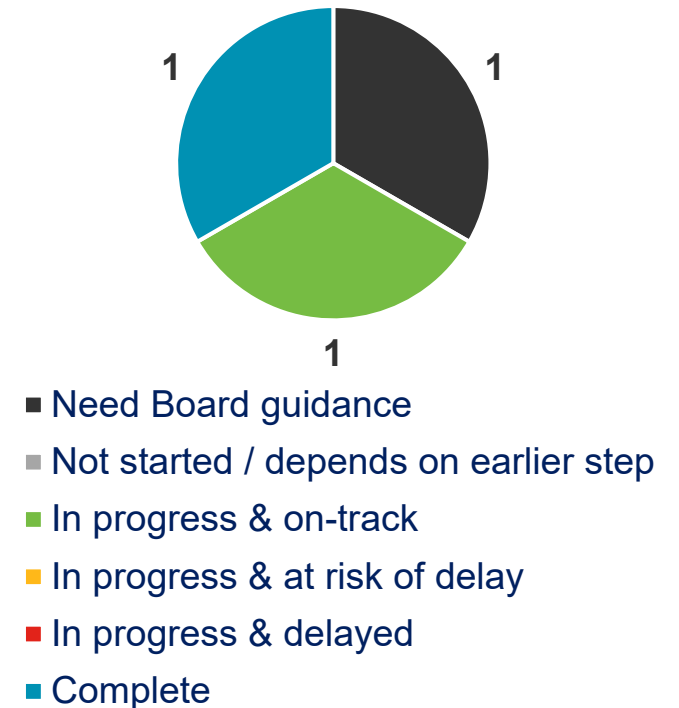 1 1
1
Need Board guidance
Not started / depends on earlier step
In progress & on-track
In progress & at risk of delay
In progress & delayed
Complete